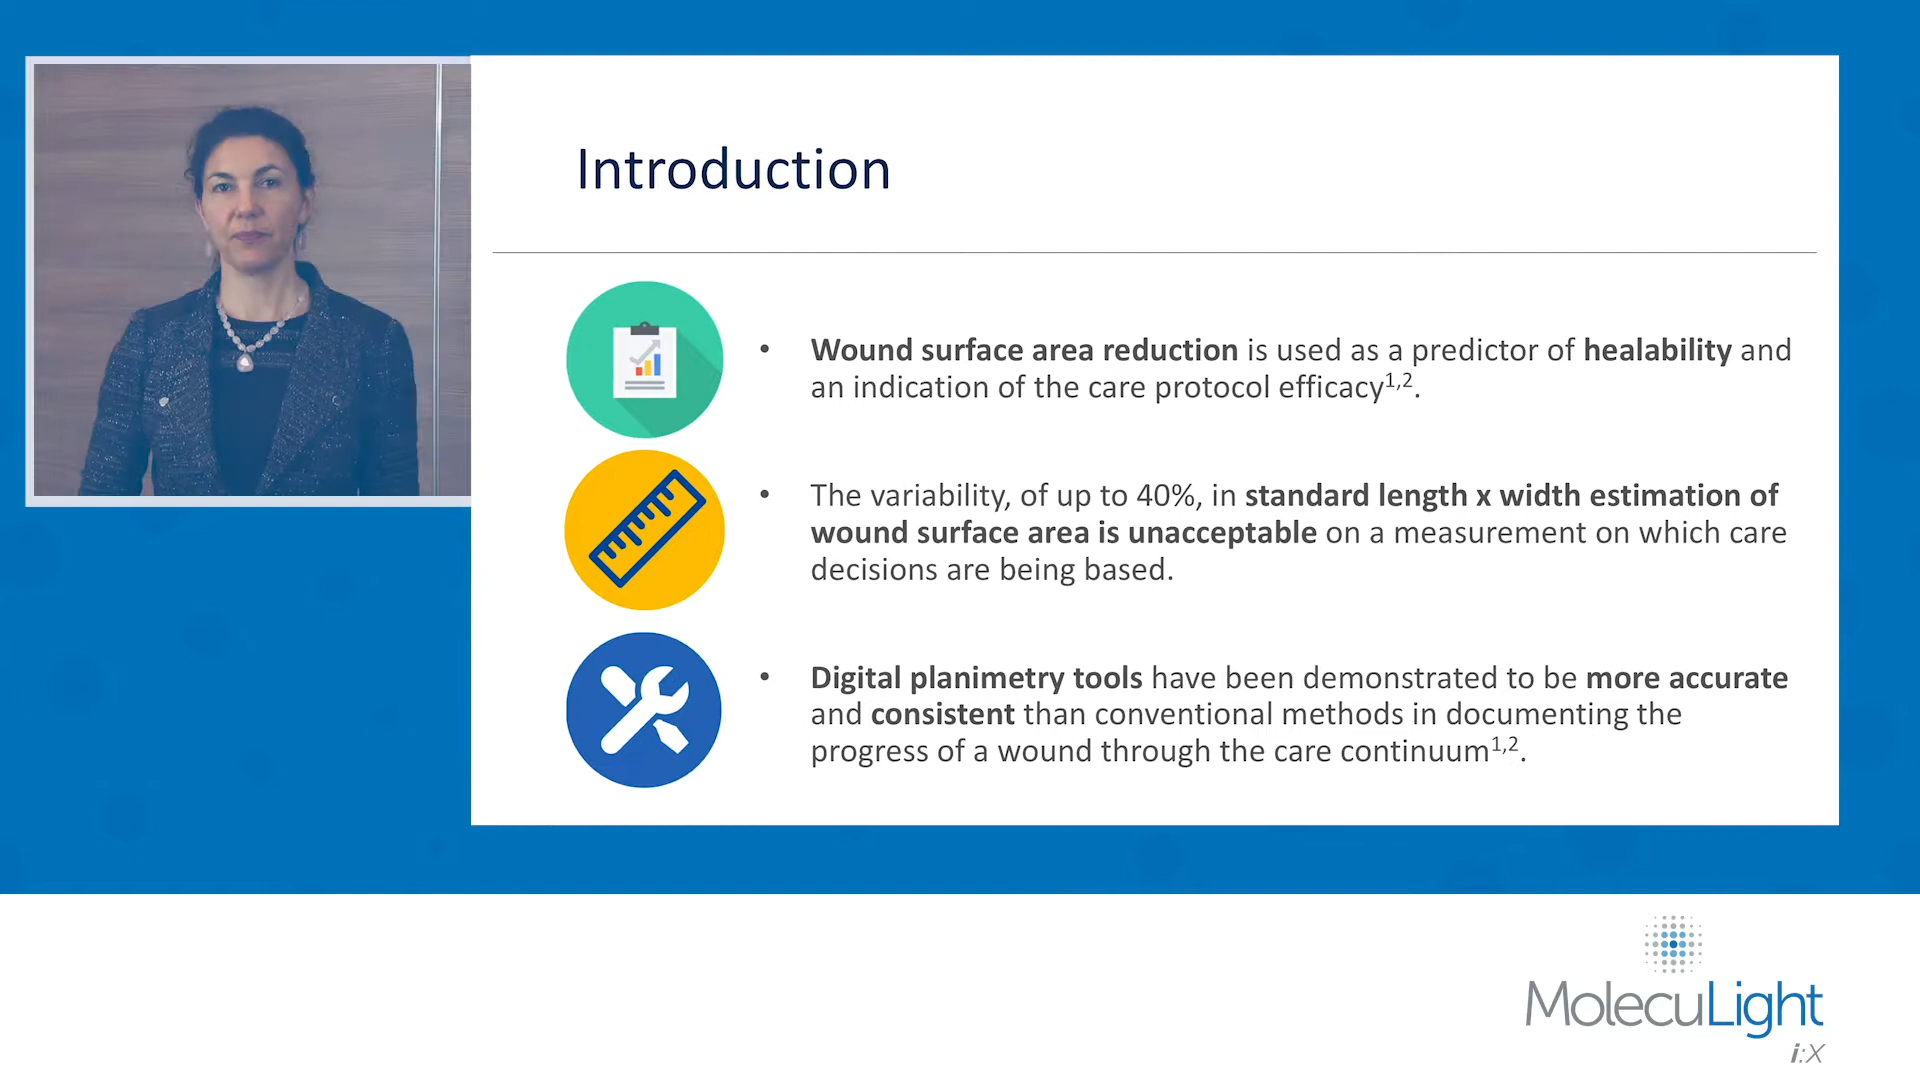 Introduction
• Wound surface area reduction is used as a predictor of healability and
an indication of the care protocol efficacy1,2.
• The variability, of up to 40%, in standard length x width estimation of
wound surface area is unacceptable on a measurement on which care
decisions are being based.
• Digital planimetry tools have been demonstrated to be more accurate
and consistent than conventional methods in documenting the
progress of a wound through the care continuum1,2.
MolecuLight
i:X